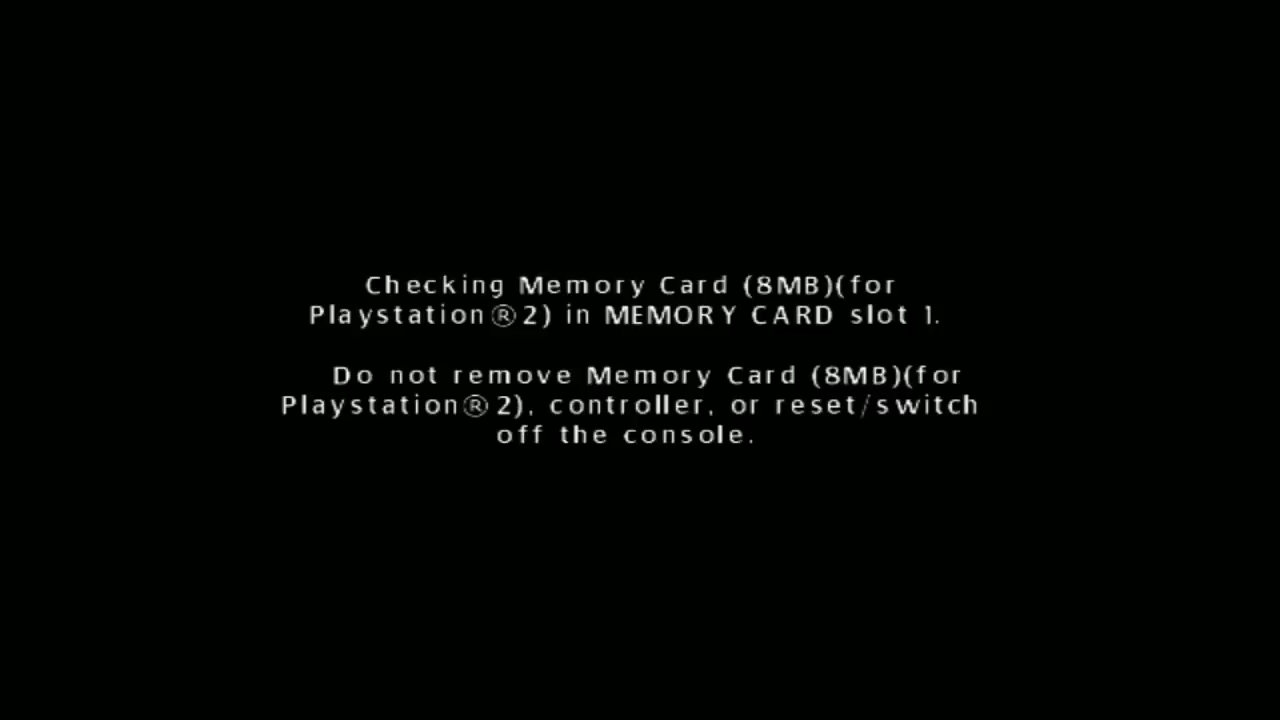 Checking Memory Card (8MB)(for
Playstation®2) in MEMORY CARD slot 1.
Do not remove Memory Card (8MB)(for
Playstation®2), controller, or reset/switch
off the console.